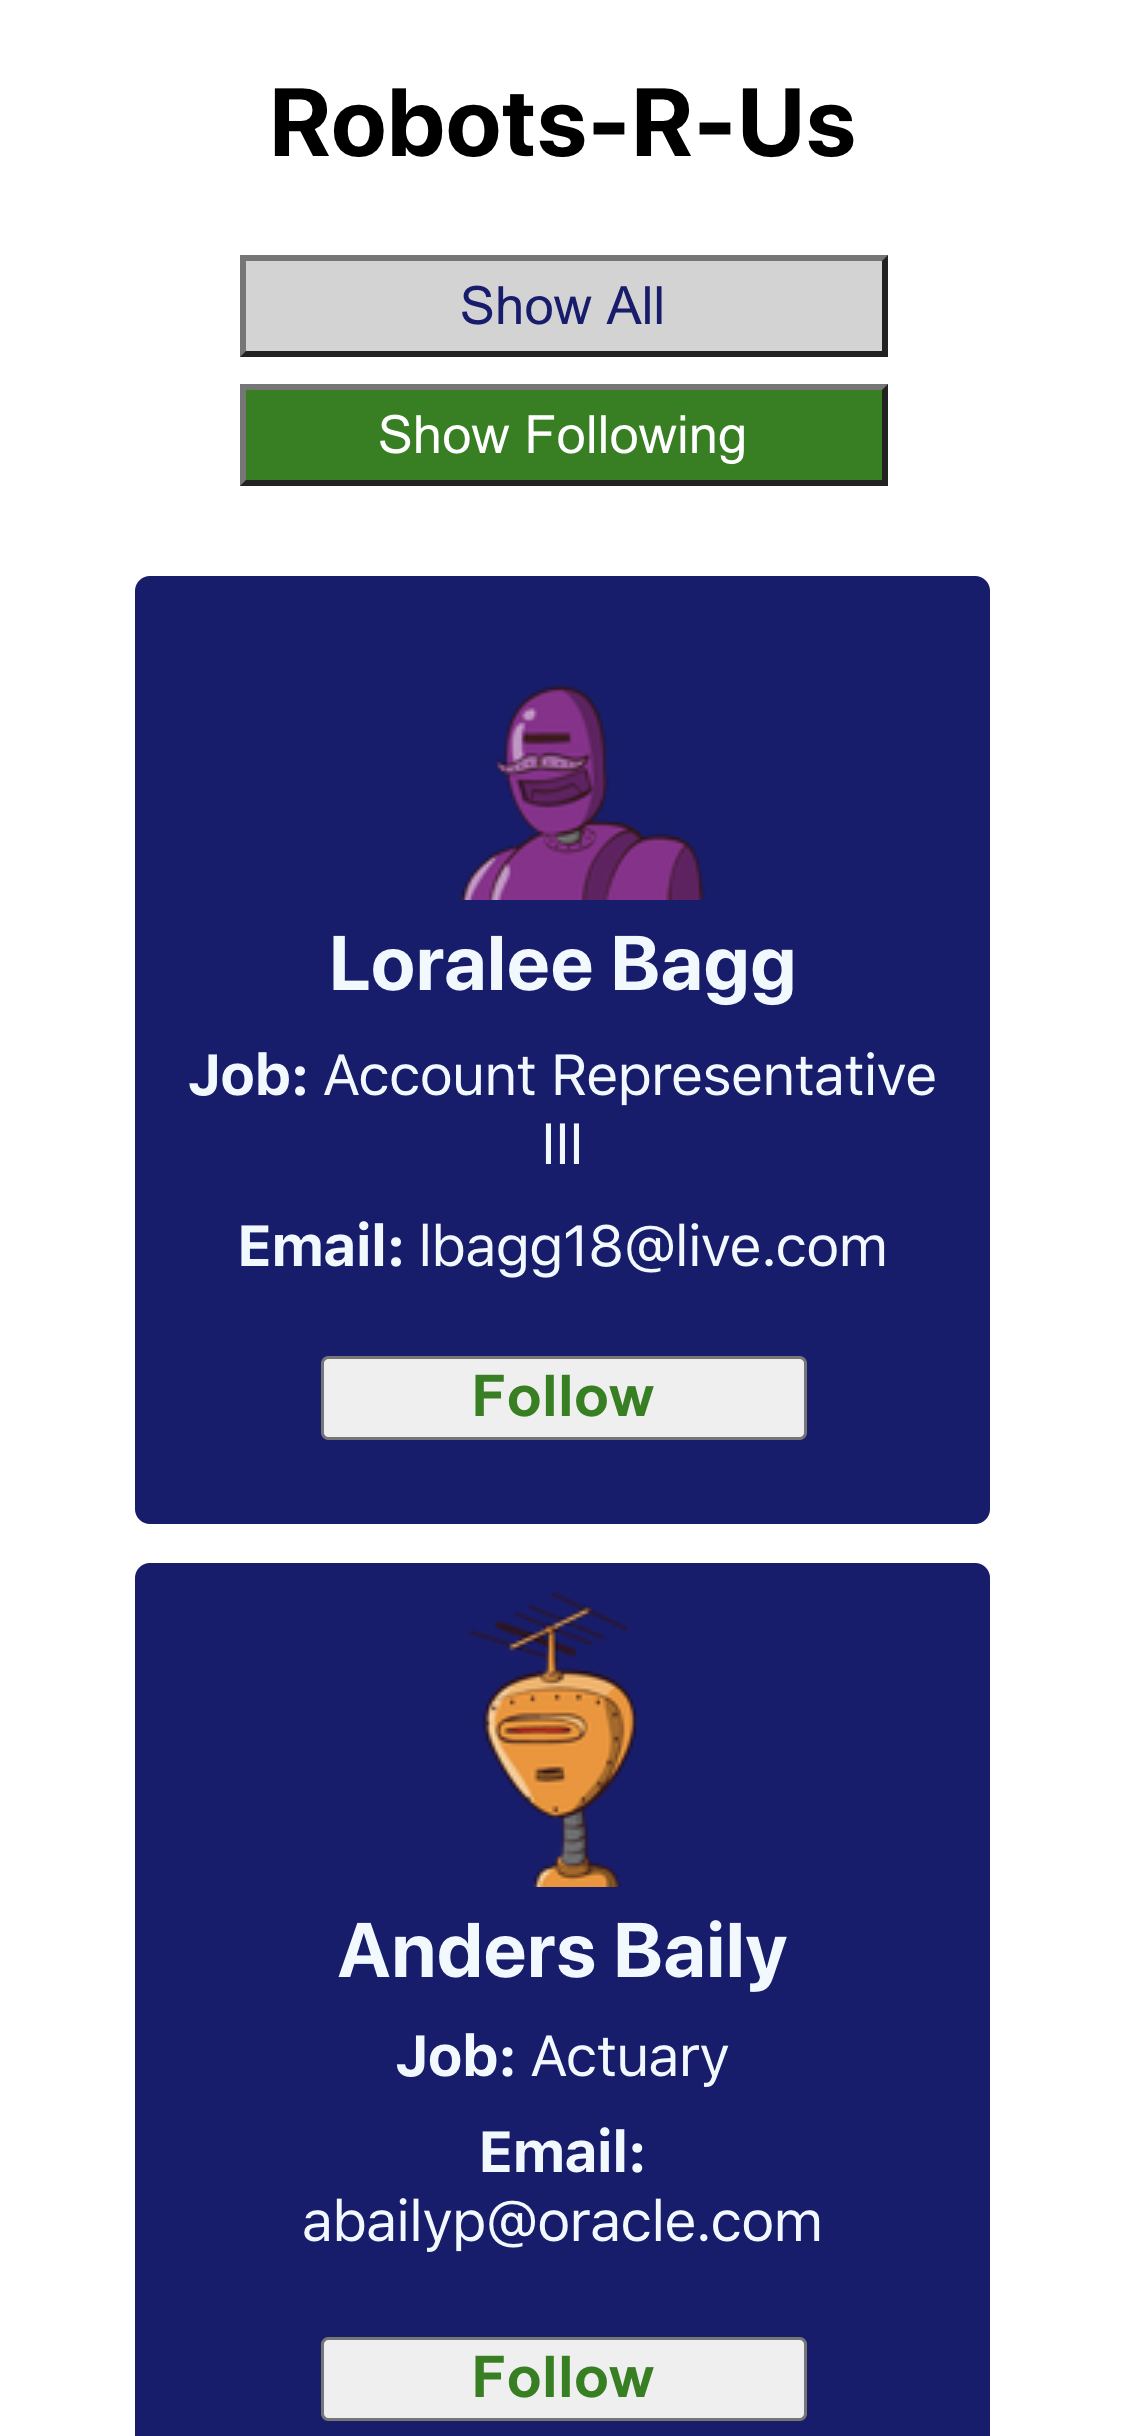 Robots-R-Us
Show All
Show Following
Loralee Bagg
Job: Account Representative
III
Email: lbagg18@live.com
Follow
Anders Baily
Job: Actuary
Email:
abailyp@oracle.com
Follow